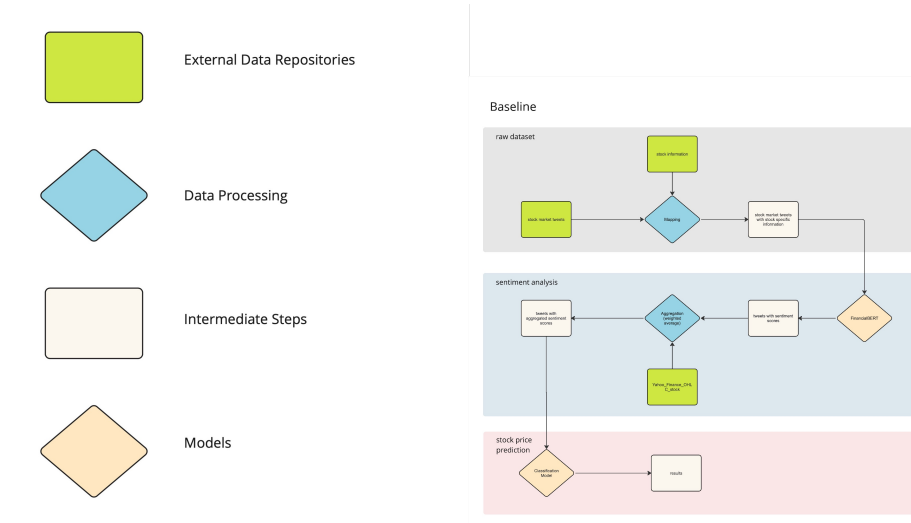 External Data Repositories
Data Processing
Intermediate Steps
Models
Baseline
raw dataset
stock information
stock market tweets
Mapping
stock market tweets
with stock specific
information
sentiment analysis
tweets with
aggregated sentiment
scores
Aggregation
(weighted
average)
tweets with sentiment
scores
FinancialBERT
Yahoo_Finance_OHL
C_stock
stock price
prediction
Classification
Model
results